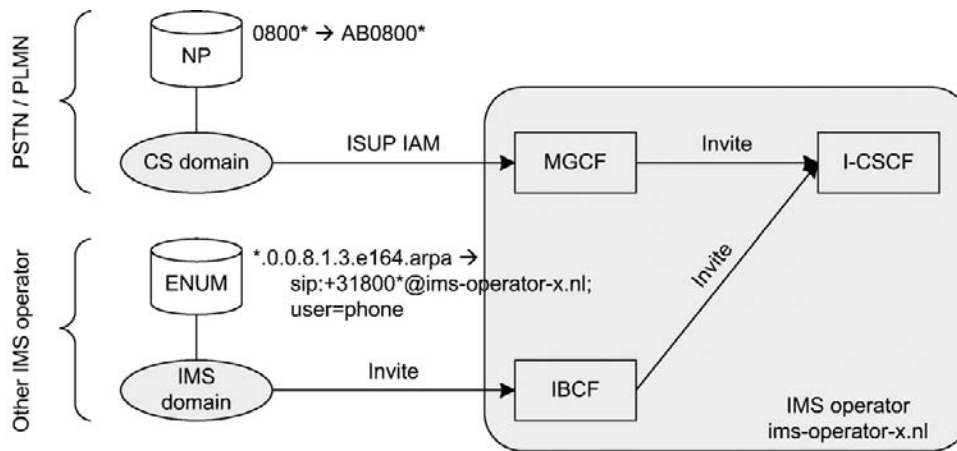 PSTN / PLMN
NP
0800* → AB0800*
CS domain
ISUP IAM
MGCF
Invite
I-CSCF
Other IMS operator
ENUM
*.0.0.8.1.3.e164.arpa →
sip:+31800*@ims-operator-x.nl;
user=phone
Invite
IMS
domain
Invite
IBCF
IMS operator
ims-operator-x.nl